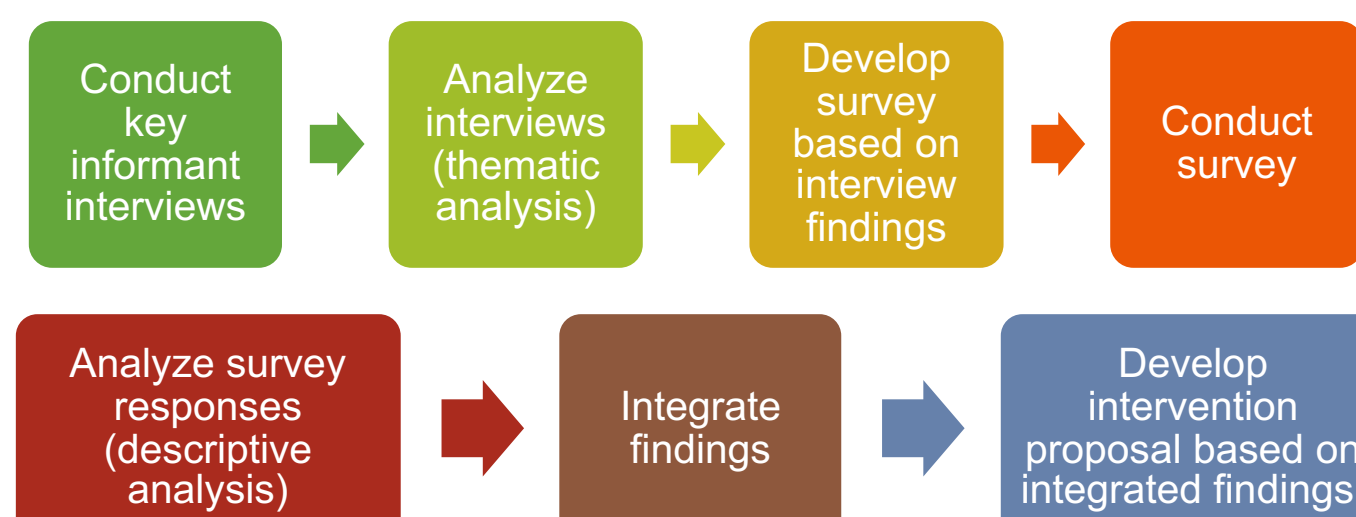 Conduct
key
informant
interviews
Analyze
interviews
(thematic
analysis)
Develop
survey
based on
interview
findings
Conduct
survey
Analyze survey
responses
(descriptive
analysis)
Integrate
findings
Develop
intervention
proposal based on
integrated findings